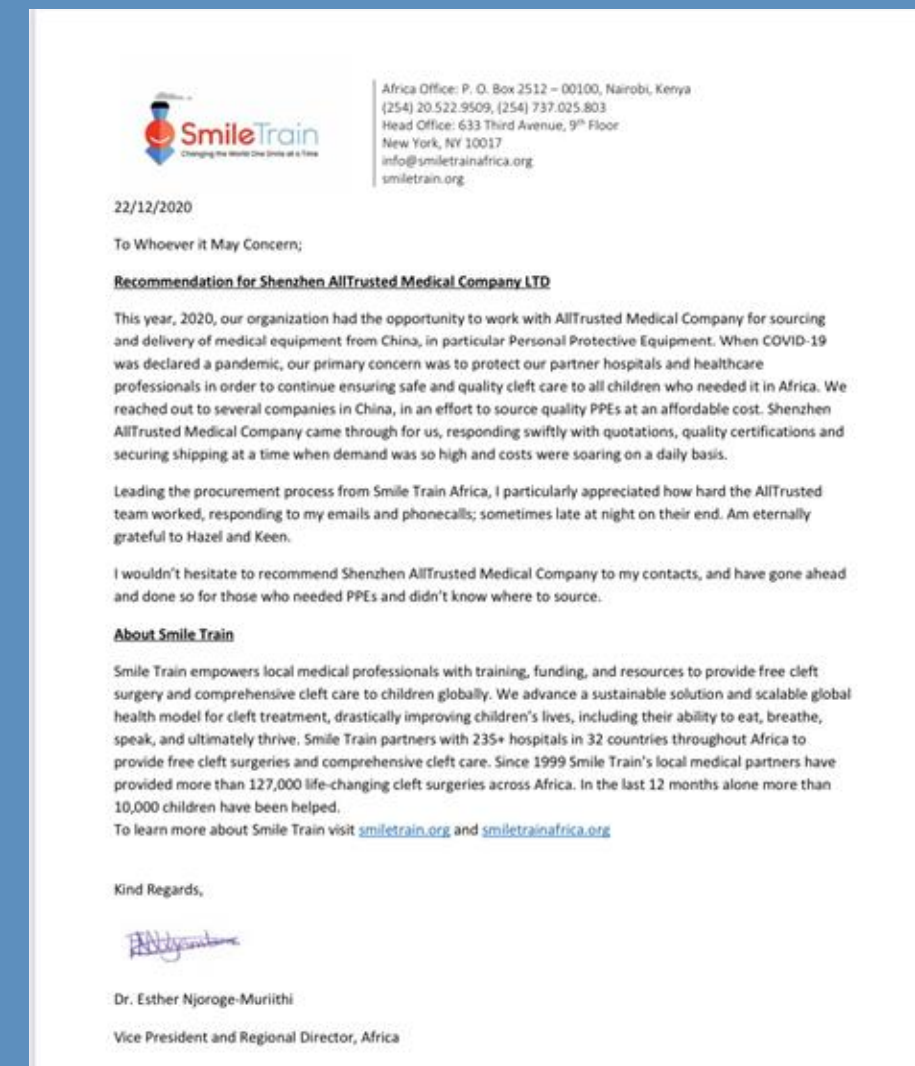 SmileTrain
Changing the World One Smile at a Time
Africa Office: P. O. Box 2512 – 00100, Nairobi, Kenya
(254) 20.522.9509, (254) 737.025.803
Head Office: 633 Third Avenue, 9th Floor
New York, NY 10017
info@smiletrainafrica.org
smiletrain.org
22/12/2020
To Whoever it May Concern;
Recommendation for Shenzhen AllTrusted Medical Company LTD
This year, 2020, our organization had the opportunity to work with AllTrusted Medical Company for sourcing
and delivery of medical equipment from China, in particular Personal Protective Equipment. When COVID-19
was declared a pandemic, our primary concern was to protect our partner hospitals and healthcare
professionals in order to continue ensuring safe and quality cleft care to all children who needed it in Africa. We
reached out to several companies in China, in an effort to source quality PPEs at an affordable cost. Shenzhen
AllTrusted Medical Company came through for us, responding swiftly with quotations, quality certifications and
securing shipping at a time when demand was so high and costs were soaring on a daily basis.
Leading the procurement process from Smile Train Africa, I particularly appreciated how hard the AllTrusted
team worked, responding to my emails and phonecalls; sometimes late at night on their end. Am eternally
grateful to Hazel and Keen.
I wouldn't hesitate to recommend Shenzhen AllTrusted Medical Company to my contacts, and have gone ahead
and done so for those who needed PPEs and didn't know where to source.
About Smile Train
Smile Train empowers local medical professionals with training, funding, and resources to provide free cleft
surgery and comprehensive cleft care to children globally. We advance a sustainable solution and scalable global
health model for cleft treatment, drastically improving children's lives, including their ability to eat, breathe,
speak, and ultimately thrive. Smile Train partners with 235+ hospitals in 32 countries throughout Africa to
provide free cleft surgeries and comprehensive cleft care. Since 1999 Smile Train's local medical partners have
provided more than 127,000 life-changing cleft surgeries across Africa. In the last 12 months alone more than
10,000 children have been helped.
To learn more about Smile Train visit smiletrain.org and smiletrainafrica.org
Kind Regards,
Dr. Esther Njoroge-Muriithi
Vice President and Regional Director, Africa